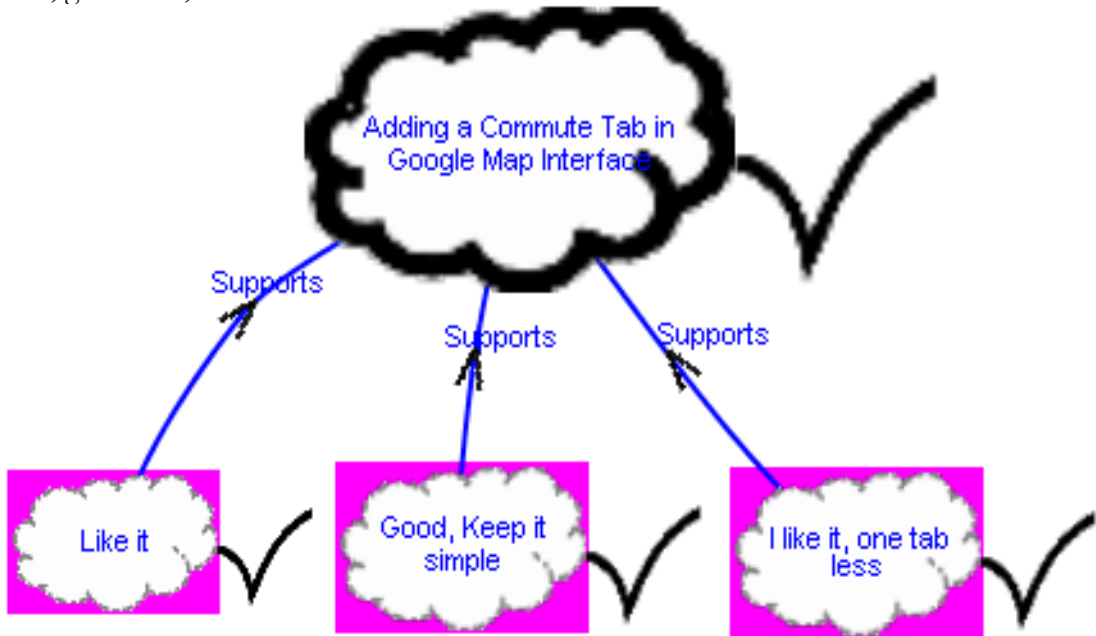 Adding a Commute Tab in
Google Map Interface
Supports
Supports
Supports
Like it
Good, Keep it
simple
I like it, one tab
less